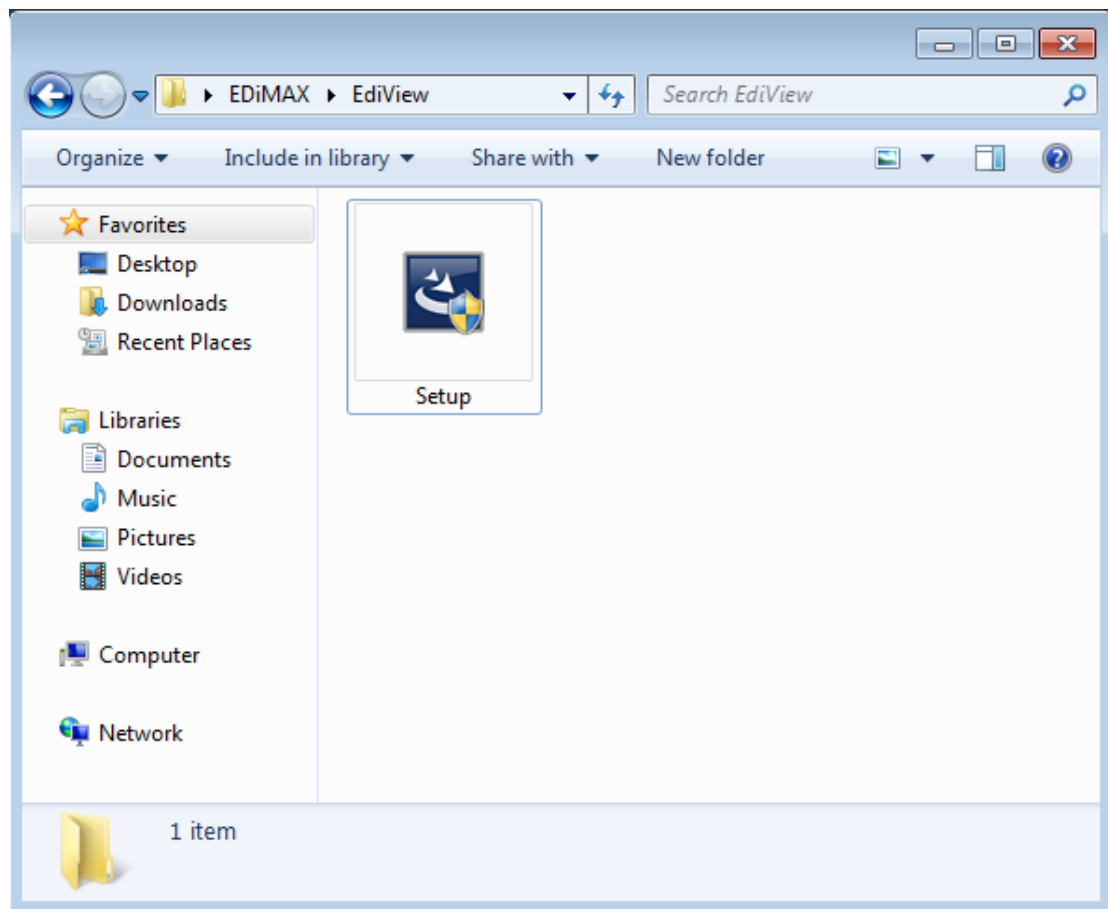 EDiMAX EdiView Search EdiView
Organize Include in library Share with New folder
Favorites
Desktop
Downloads
Recent Places
Libraries
Documents
Music
Pictures
Videos
Computer
Network
Setup
1 item